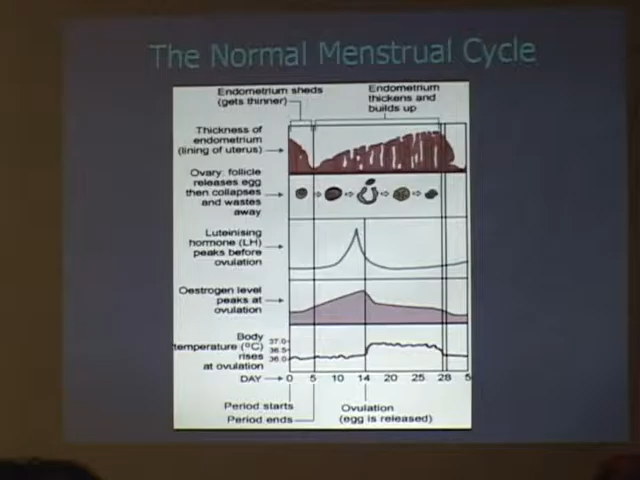 The Normal Menstrual Cycle
Endometrium sheds
(gets thinner)
Endometrium
thickens and
builds up
Thickness of
endometrium
(lining of uterus)
Ovary: follicle
releases egg
then collapses
and wastes
away
Luteinising
hormone (LH)
peaks before
ovulation
Oestrogen level
peaks at
ovulation
Body
temperature (°C)
rises
at ovulation
37.0
36.5
36.0
DAY 0 5 10 14 20 28 5
Period starts
Period ends
Ovulation
(egg is released)